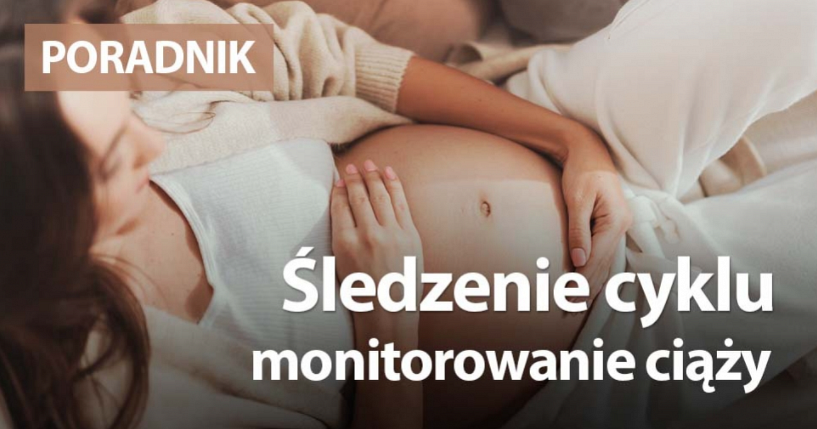 PORADNIK
Śledzenie cyklu
monitorowanie ciąży